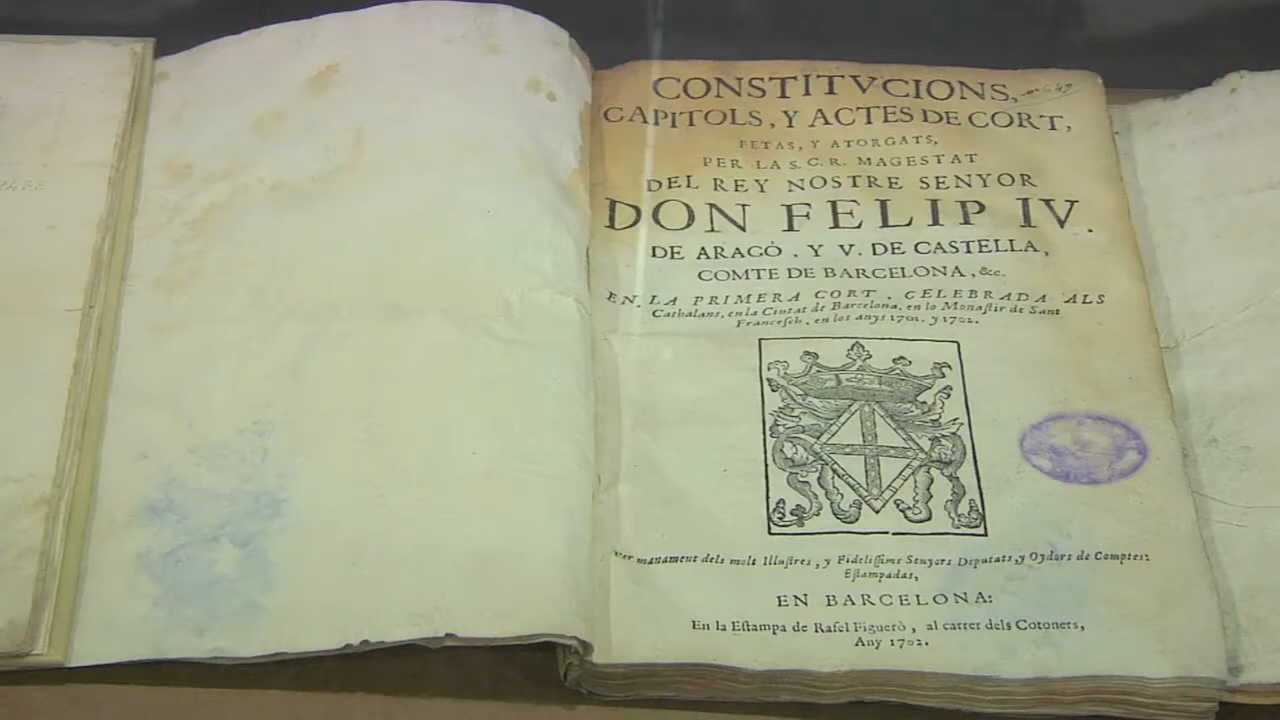 CONSTITVCIONS,
CAPITOLS, Y ACTES DE CORT,
FETAS, Y ATORGATS,
PER LA S. C. R. MAGESTAT
DEL REY NOSTRE SENYOR
DON FELIP IV.
DE ARAGÒ, Y V. DE CASTELLA,
COMTE DE BARCELONA, &c.
EN LA PRIMERA CORT, CELEBRADA ALS
Cathalans, en la Ciutat de Barcelona, en lo Monaſtir de Sant
Franceſch, en los anys 1701. y 1702.
Per manament dels molt Illuſtres, y Fideliſſims Senyors Deputats, y Oydors de Comptes:
Eſtampadas,
EN BARCELONA:
En la Eſtampa de Rafel Figuerò, al carrer dels Cotoners,
Any 1702.